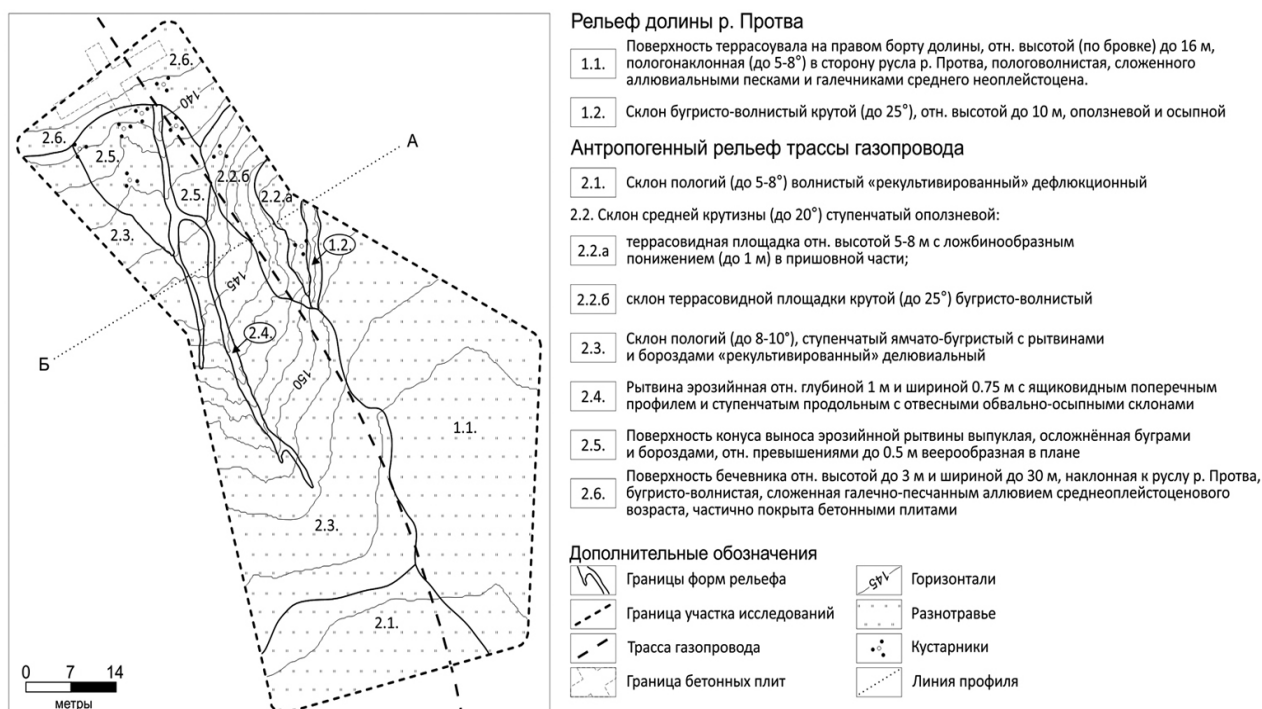 2.6.
140
2.6.
2.5.
2.2.б
А
2.2.а
2.5.
2.3.
1.2.
145
2.4.
Б
150
1.1.
2.3.
2.1.
0 7 14
метры
Рельеф долины р. Протва
1.1. Поверхность террасоувала на правом борту долины, отн. высотой (по бровке) до 16 м,
пологонаклонная (до 5-8°) в сторону русла р. Протва, пологоволнистая, сложенного
аллювиальными песками и галечниками среднего неоплейстоцена.
1.2. Склон бугристо-волнистый крутой (до 25°), отн. высотой до 10 м, оползневой и осыпной
Антропогенный рельеф трассы газопровода
2.1. Склон пологий (до 5-8°) волнистый «рекультивированный» дефлюкционный
2.2. Склон средней крутизны (до 20°) ступенчатый оползневой:
2.2.а террасовидная площадка отн. высотой 5-8 м с ложбинообразным
понижением (до 1 м) в пришовной части;
2.2.б склон террасовидной площадки крутой (до 25°) бугристо-волнистый
2.3. Склон пологий (до 8-10°), ступенчатый ямчато-бугристый с рытвинами
и бороздами «рекультивированный» делювиальный
2.4. Рытвина эрозийнная отн. глубиной 1 м и шириной 0.75 м с ящиковидным поперечным
профилем и ступенчатым продольным с отвесными обвально-осыпными склонами
2.5. Поверхность конуса выноса эрозийнной рытвины выпуклая, осложнённая буграми
и бороздами, отн. превышениями до 0.5 м веерообразная в плане
2.6. Поверхность бечевника отн. высотой до 3 м и шириной до 30 м, наклонная к руслу р. Протва,
бугристо-волнистая, сложенная галечно-песчанным аллювием среднеоплейстоценового
возраста, частично покрыта бетонными плитами
Дополнительные обозначения
Границы форм рельефа
Граница участка исследований
Трасса газопровода
Граница бетонных плит
145 Горизонтали
Разнотравье
Кустарники
Линия профиля